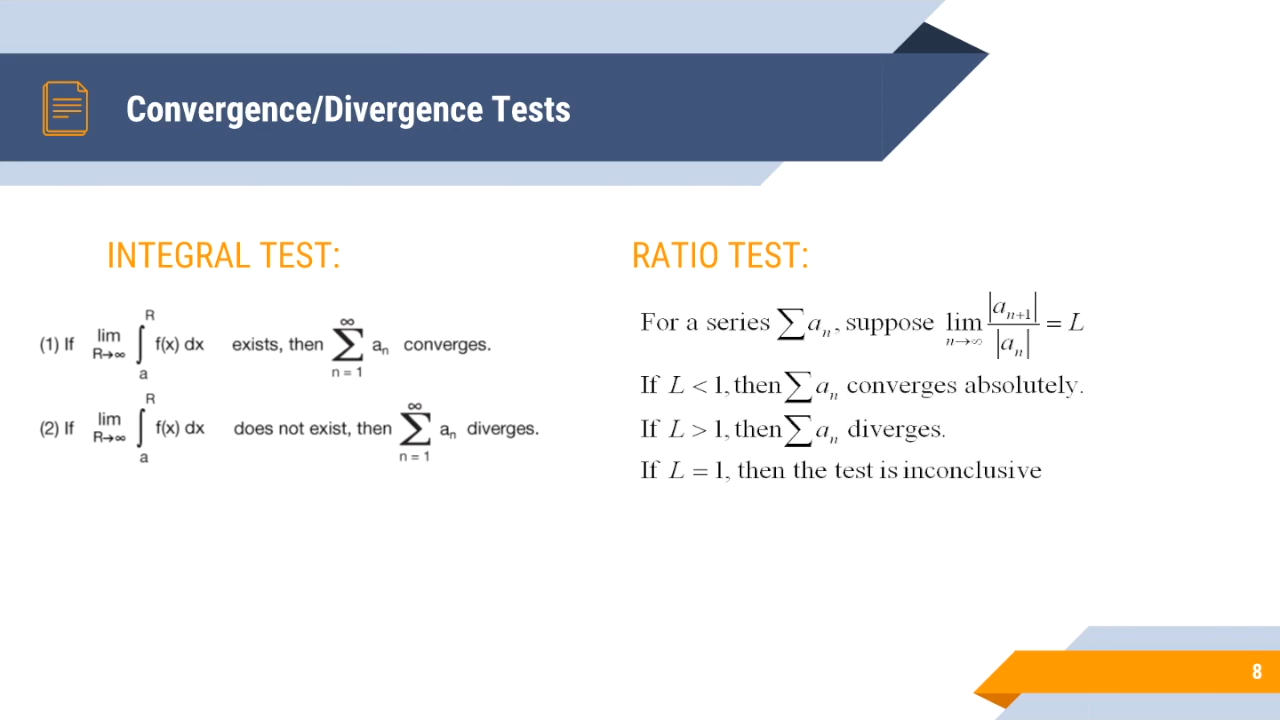 Convergence/Divergence Tests
INTEGRAL TEST:
(1) If lim R→∞ ∫ₐᴿ f(x) dx exists, then ∑ n = 1 ∞ aₙ converges.
(2) If lim R→∞ ∫ₐᴿ f(x) dx does not exist, then ∑ n = 1 ∞ aₙ diverges.
RATIO TEST:
For a series ∑ aₙ, suppose lim n→∞ |aₙ₊₁| / |aₙ| = L
If L < 1, then ∑ aₙ converges absolutely.
If L > 1, then ∑ aₙ diverges.
If L = 1, then the test is inconclusive
8